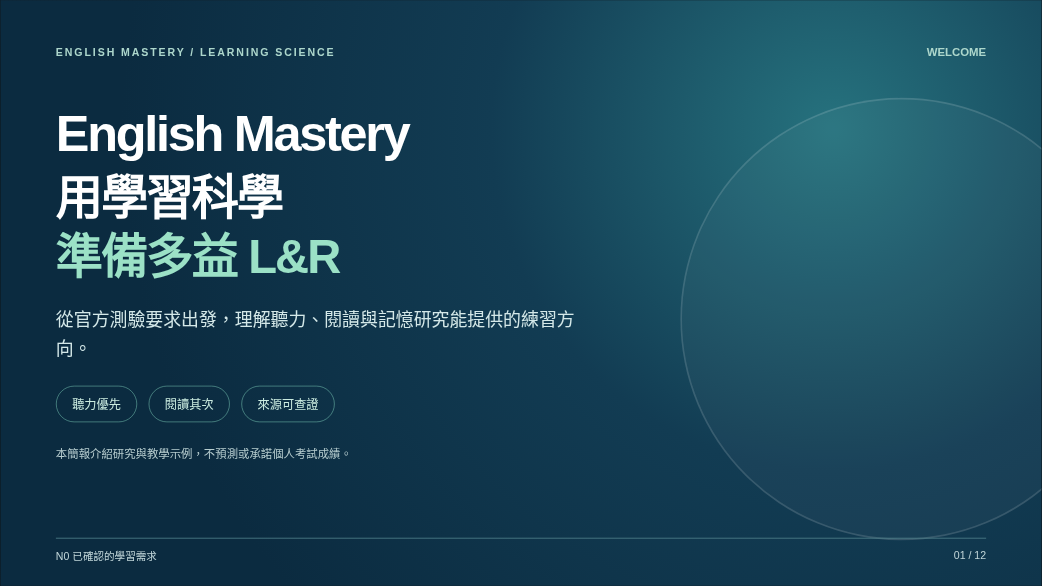 ENGLISH MASTERY / LEARNING SCIENCE
WELCOME
English Mastery
用學習科學
準備多益 L&R
從官方測驗要求出發，理解聽力、閱讀與記憶研究能提供的練習方
向。
聽力優先
閱讀其次
來源可查證
本簡報介紹研究與教學示例，不預測或承諾個人考試成績。
N0 已確認的學習需求
01 / 12